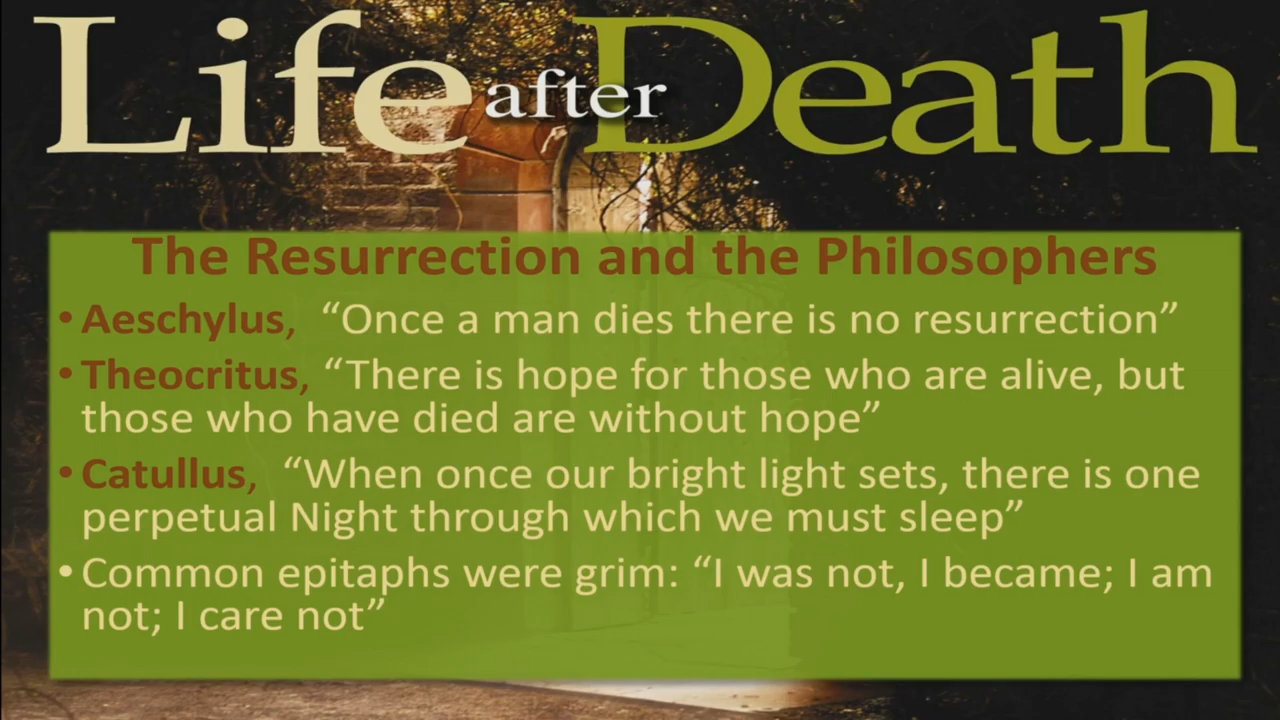 Life after Death
The Resurrection and the Philosophers
• Aeschylus, “Once a man dies there is no resurrection”
• Theocritus, “There is hope for those who are alive, but
those who have died are without hope”
• Catullus, “When once our bright light sets, there is one
perpetual Night through which we must sleep”
• Common epitaphs were grim: “I was not, I became; I am
not; I care not”